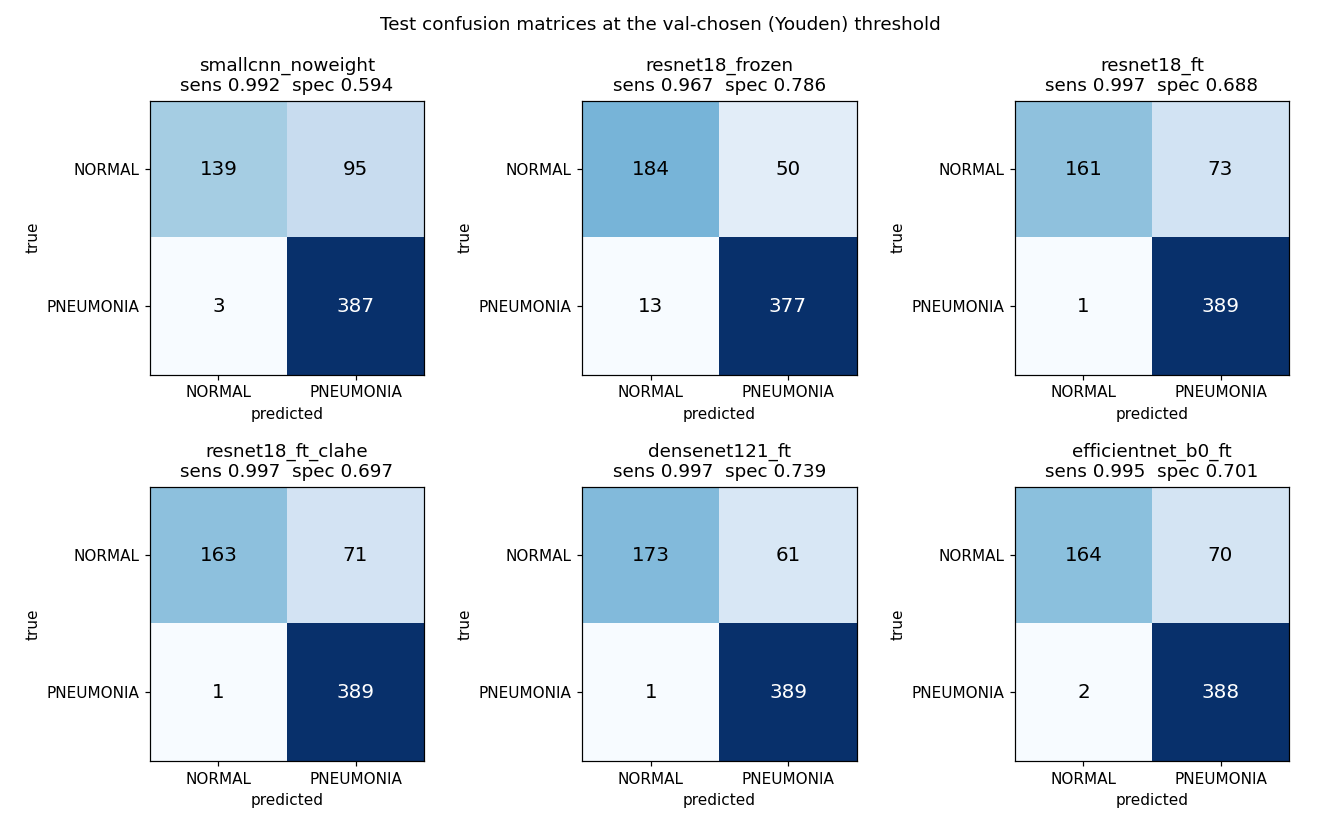 Test confusion matrices at the val-chosen (Youden) threshold
smallcnn_noweight
sens 0.992 spec 0.594
NORMAL
139
95
true
PNEUMONIA
3
387
NORMAL
PNEUMONIA
predicted
resnet18_frozen
sens 0.967 spec 0.786
NORMAL
184
50
true
PNEUMONIA
13
377
NORMAL
PNEUMONIA
predicted
resnet18_ft
sens 0.997 spec 0.688
NORMAL
161
73
true
PNEUMONIA
1
389
NORMAL
PNEUMONIA
predicted
resnet18_ft_clahe
sens 0.997 spec 0.697
NORMAL
163
71
true
PNEUMONIA
1
389
NORMAL
PNEUMONIA
predicted
densenet121_ft
sens 0.997 spec 0.739
NORMAL
173
61
true
PNEUMONIA
1
389
NORMAL
PNEUMONIA
predicted
efficientnet_b0_ft
sens 0.995 spec 0.701
NORMAL
164
70
true
PNEUMONIA
2
388
NORMAL
PNEUMONIA
predicted